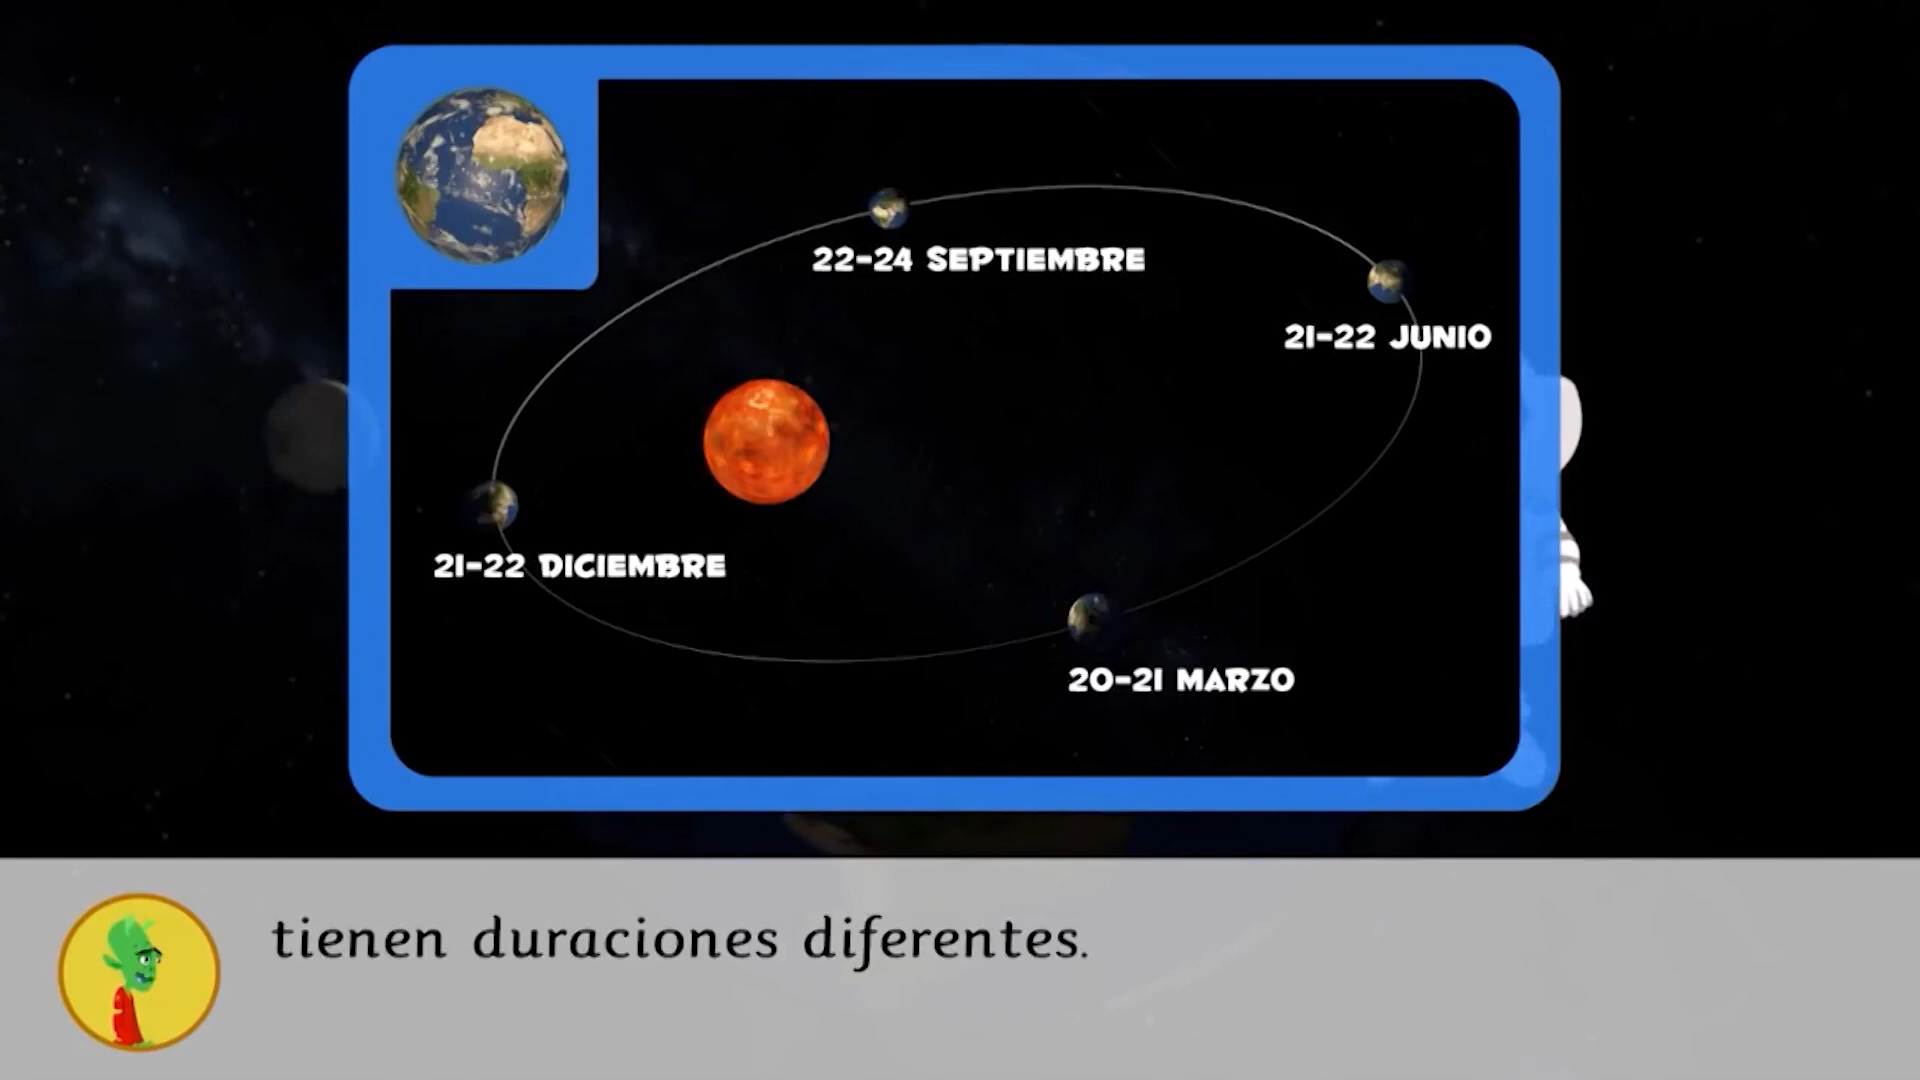 22-24 SEPTIEMBRE
21-22 JUNIO
21-22 DICIEMBRE
20-21 MARZO
tienen duraciones diferentes.